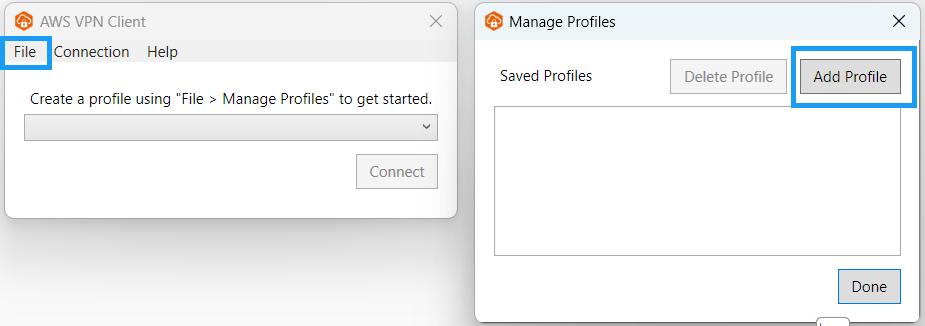 AWS VPN Client
File Connection Help
Create a profile using "File > Manage Profiles" to get started.
Connect
Manage Profiles
Saved Profiles Delete Profile Add Profile
Done